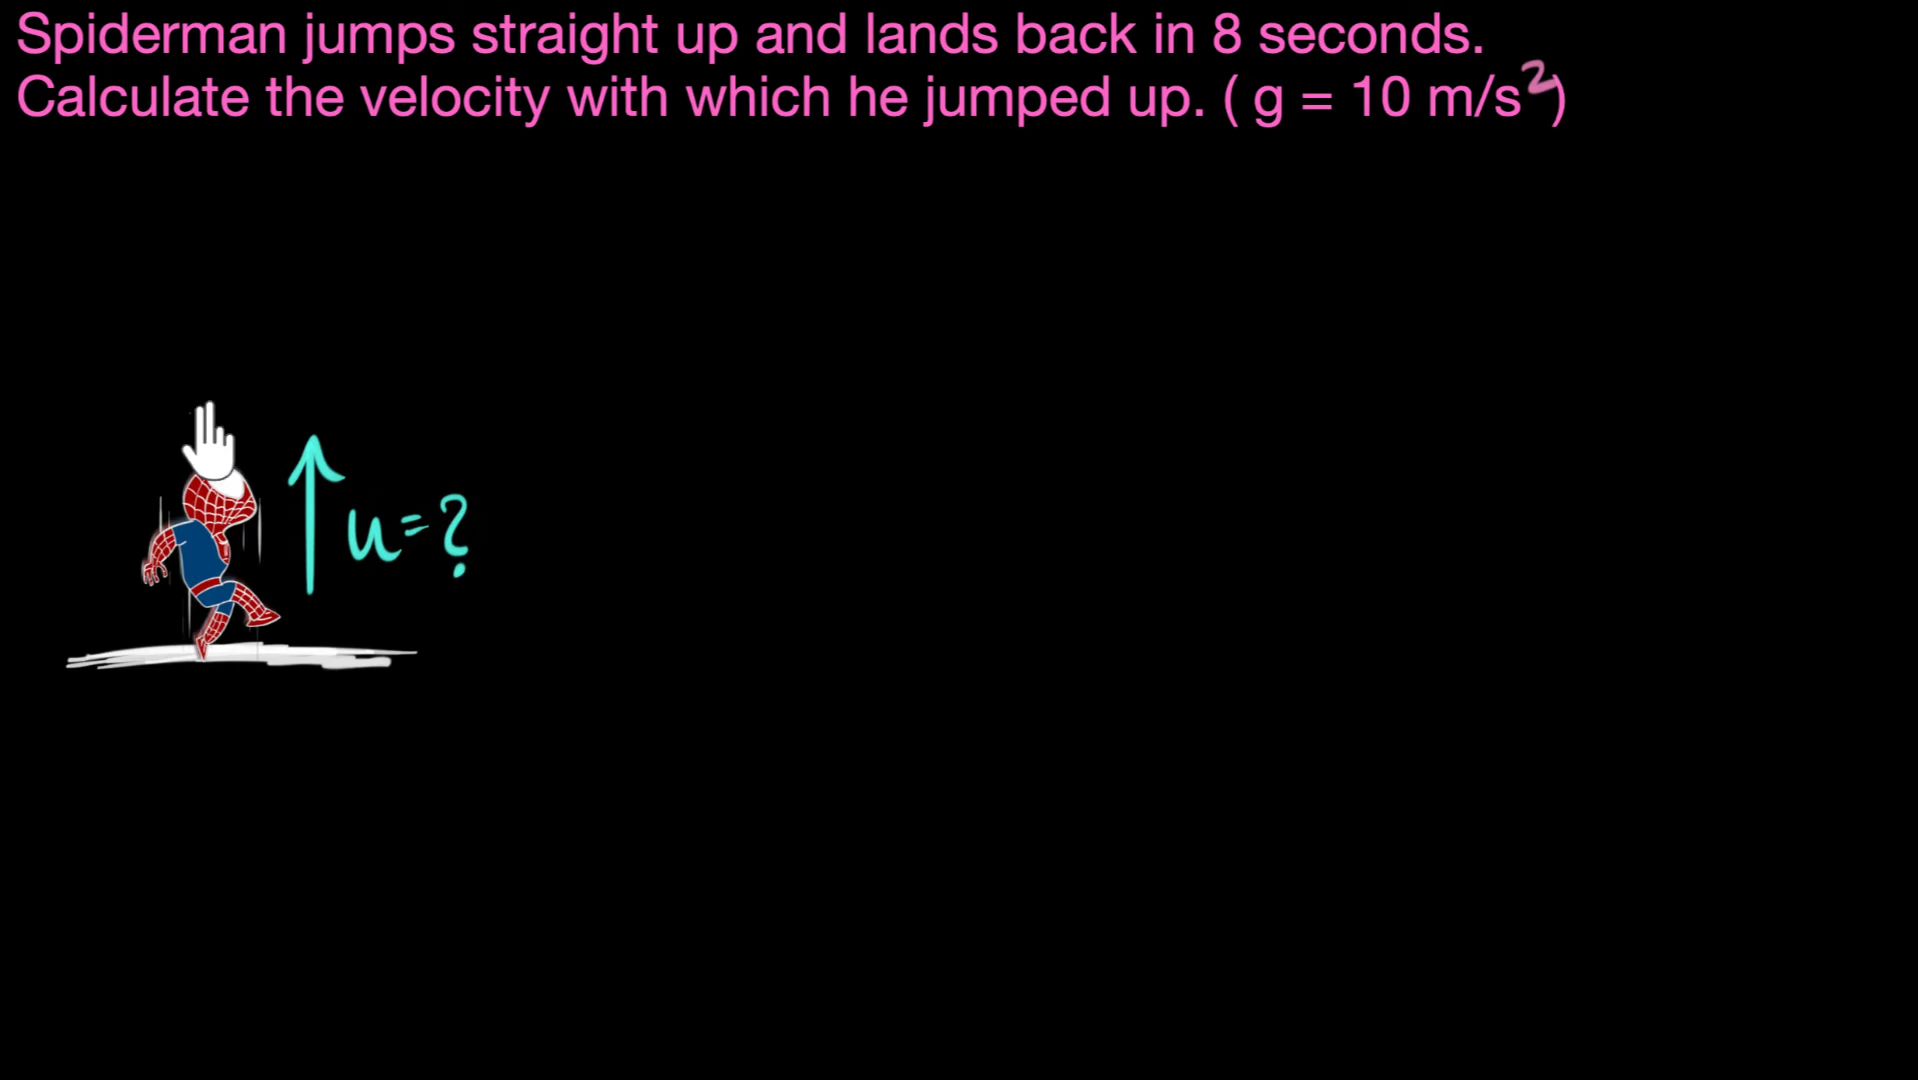 Spiderman jumps straight up and lands back in 8 seconds.
Calculate the velocity with which he jumped up. ( g = 10 m/s²)
u=?